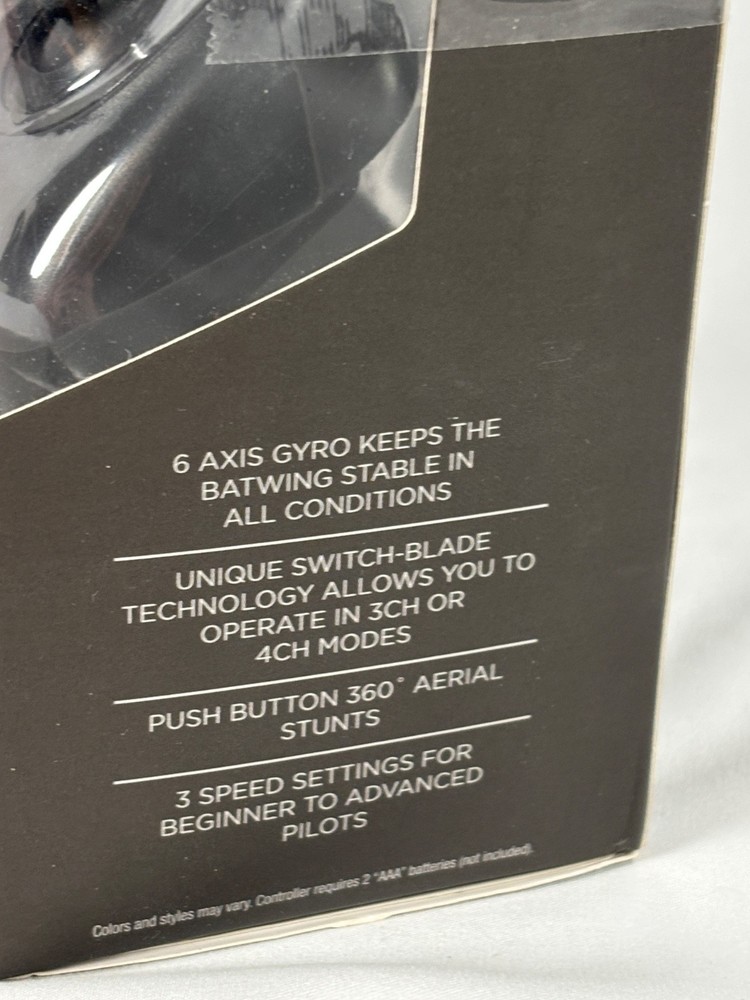 6 AXIS GYRO KEEPS THE
BATWING STABLE IN
ALL CONDITIONS
UNIQUE SWITCH-BLADE
TECHNOLOGY ALLOWS YOU TO
OPERATE IN 3CH OR
4CH MODES
PUSH BUTTON 360° AERIAL
STUNTS
3 SPEED SETTINGS FOR
BEGINNER TO ADVANCED
PILOTS
Colors and styles may vary. Controller requires 2 "AAA" batteries (not included).